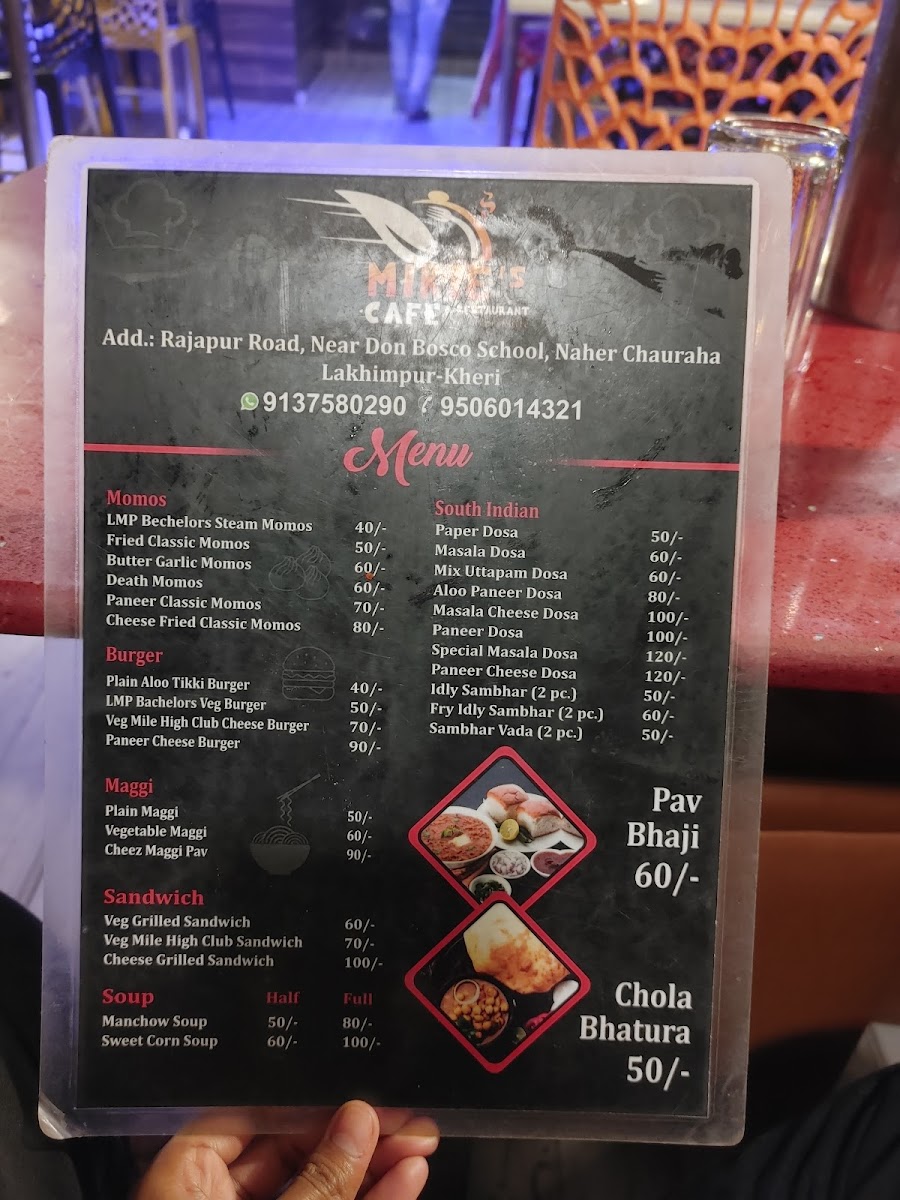 CAFE RESTAURANT
Add.: Rajapur Road, Near Don Bosco School, Naher Chauraha
Lakhimpur-Kheri
9137580290 9506014321
Menu
Momos
LMP Bechelors Steam Momos 40/-
Fried Classic Momos 50/-
Butter Garlic Momos 60/-
Death Momos 60/-
Paneer Classic Momos 70/-
Cheese Fried Classic Momos 80/-
Burger
Plain Aloo Tikki Burger 40/-
LMP Bachelors Veg Burger 50/-
Veg Mile High Club Cheese Burger 70/-
Paneer Cheese Burger 90/-
Maggi
Plain Maggi 50/-
Vegetable Maggi 60/-
Cheez Maggi Pav 90/-
Sandwich
Veg Grilled Sandwich 60/-
Veg Mile High Club Sandwich 70/-
Cheese Grilled Sandwich 100/-
Soup Half Full
Manchow Soup 50/- 80/-
Sweet Corn Soup 60/- 100/-
South Indian
Paper Dosa 50/-
Masala Dosa 60/-
Mix Uttapam Dosa 60/-
Aloo Paneer Dosa 80/-
Masala Cheese Dosa 100/-
Paneer Dosa 100/-
Special Masala Dosa 120/-
Paneer Cheese Dosa 120/-
Idly Sambhar (2 pc.) 50/-
Fry Idly Sambhar (2 pc.) 60/-
Sambhar Vada (2 pc.) 50/-
Pav
Bhaji
60/-
Chola
Bhatura
50/-